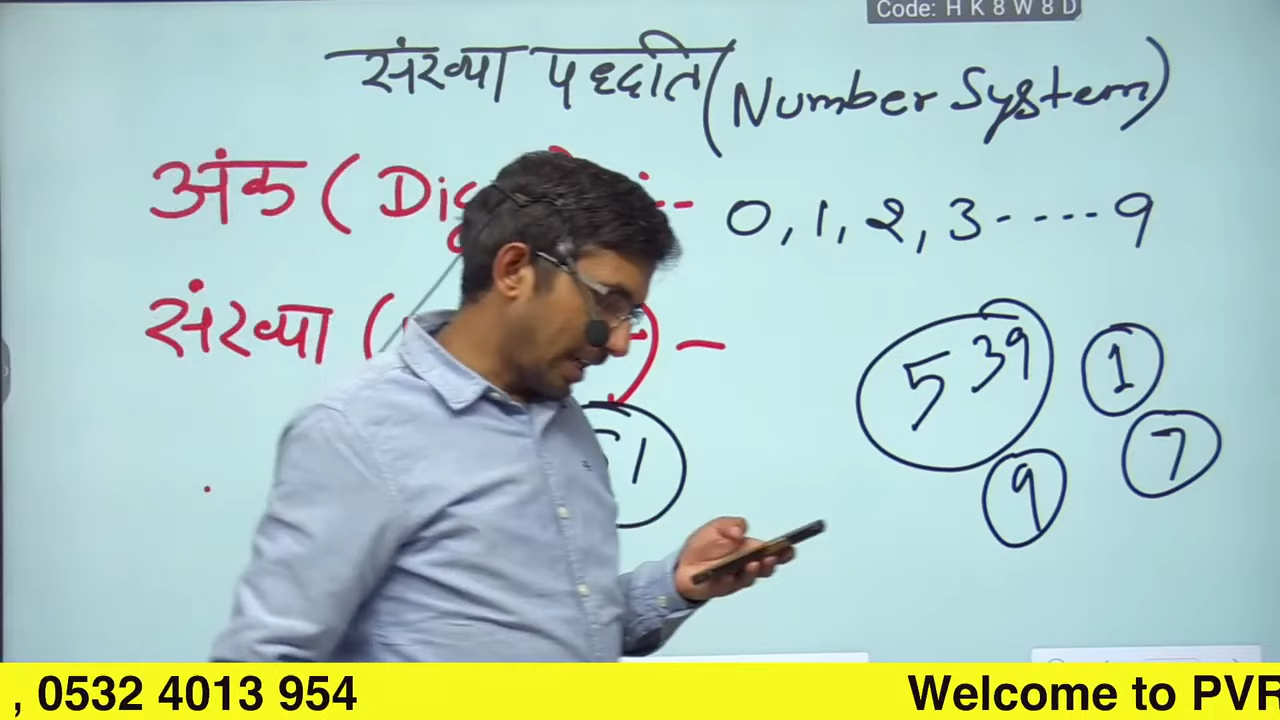 Code: H K 8 W 8 D
संख्या पद्धति (Number System)
अंक ( :- 0, 1, 2, 3 ---- 9
संख्या ( ) -
539 1
7
9
, 0532 4013 954 Welcome to PVR